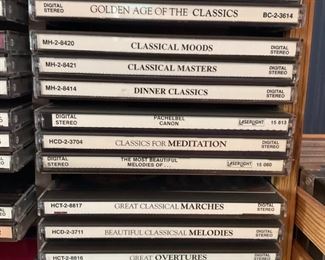 DIGITAL STEREO GOLDEN AGE OF THE CLASSICS BC-2-3614
MH-2-8420 CLASSICAL MOODS DIGITAL STEREO
MH-2-8421 CLASSICAL MASTERS DIGITAL STEREO
MH-2-8414 DINNER CLASSICS DIGITAL STEREO
DIGITAL STEREO PACHELBEL CANON LASERLIGHT 15 813
HCD-2-3704 CLASSICS FOR MEDITATION DIGITAL STEREO
DIGITAL STEREO THE MOST BEAUTIFUL MELODIES OF... LASERLIGHT 15 060
HCT-2-8817 GREAT CLASSICAL MARCHES DIGITAL STEREO
HCD-2-3711 BEAUTIFUL CLASSICSAL MELODIES DIGITAL STEREO
HCT-2-8816 GREAT OVERTURES DIGITAL